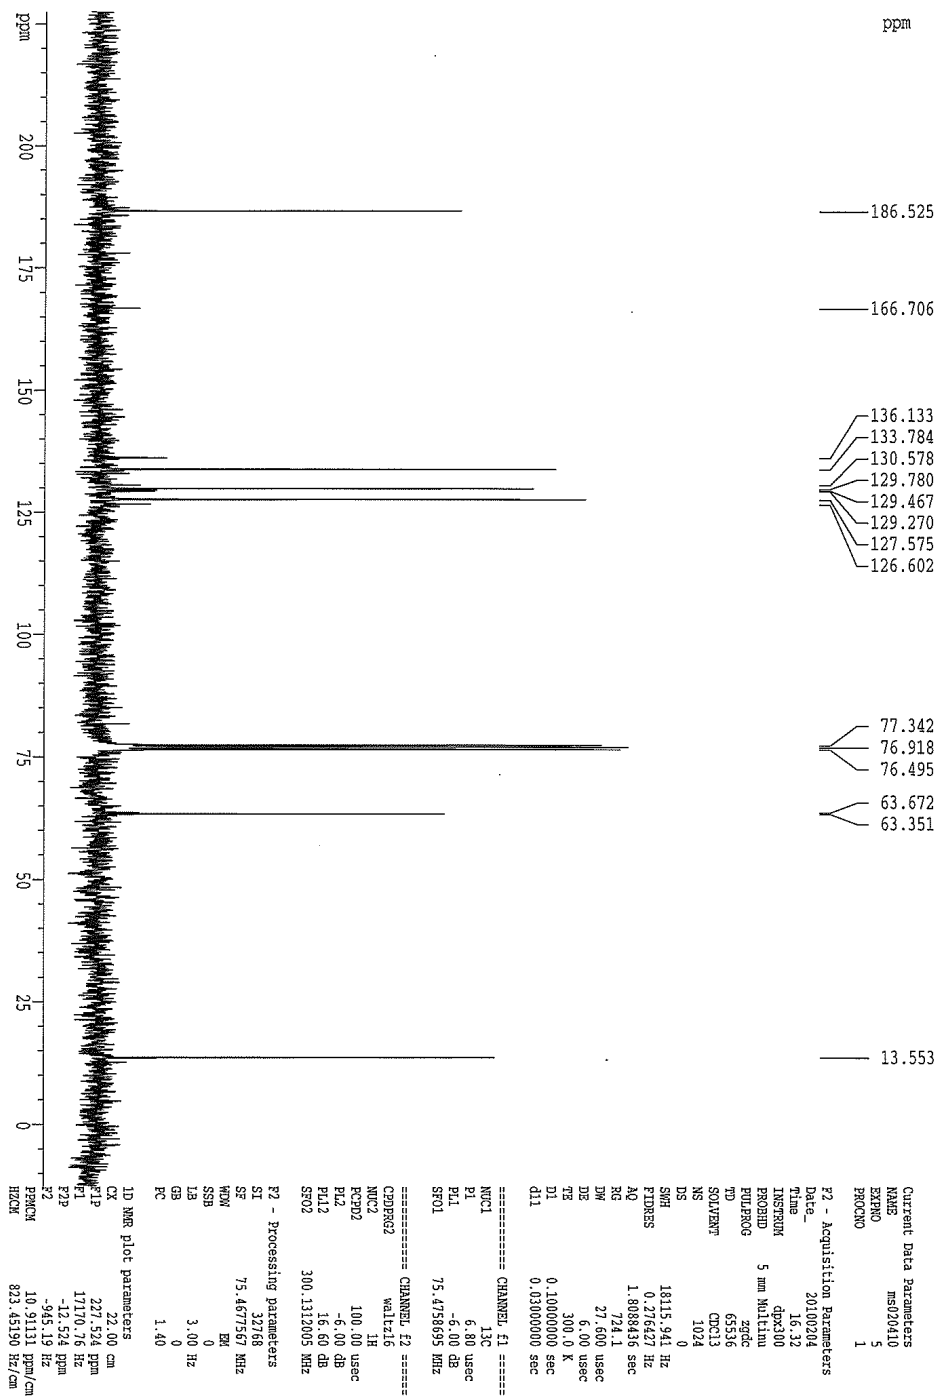 ppm
186.525
166.706
136.133
133.784
130.578
129.780
129.467
129.270
127.575
126.602
77.342
76.918
76.495
63.672
63.351
13.553
ppm
200
175
150
125
100
75
50
25
0
Current Data Parameters
NAME ms020410
EXPNO 5
PROCNO 1
F2 - Acquisition Parameters
Date_ 20100204
Time 16.32
INSTRUM dpx300
PROBHD 5 mm Multinu
PULPROG zgdc
TD 65536
SOLVENT CDCl3
NS 1024
DS 0
SWH 18115.941 Hz
FIDRES 0.276427 Hz
AQ 1.8088436 sec
RG 724.1
DW 27.600 usec
DE 6.00 usec
TE 300.0 K
D1 0.10000000 sec
d11 0.03000000 sec
======== CHANNEL f1 ========
NUC1 13C
P1 6.80 usec
PL1 -6.00 dB
SFO1 75.4758695 MHz
======== CHANNEL f2 ========
CPDPRG2 waltz16
NUC2 1H
PCPD2 100.00 usec
PL2 -6.00 dB
PL12 16.60 dB
SFO2 300.1312005 MHz
F2 - Processing parameters
SI 32768
SF 75.4677567 MHz
WDW EM
SSB 0
LB 3.00 Hz
GB 0
PC 1.40
1D NMR plot parameters
CX 22.00 cm
F1P 227.524 ppm
F1 17170.76 Hz
F2P -12.524 ppm
F2 -945.19 Hz
PPMCM 10.91131 ppm/cm
HZCM 823.45190 Hz/cm